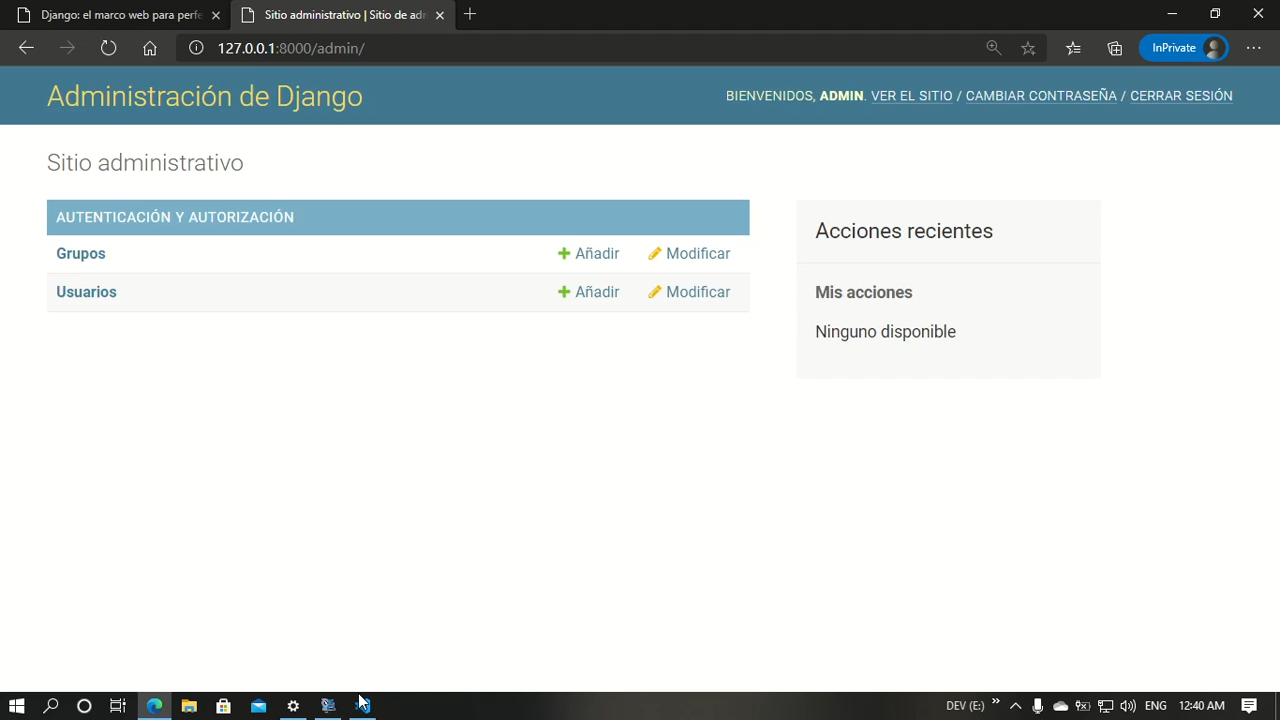 Django: el marco web para perfe
Sitio administrativo | Sitio de adm
127.0.0.1:8000/admin/
InPrivate
Administración de Django
BIENVENIDOS, ADMIN. VER EL SITIO / CAMBIAR CONTRASEÑA / CERRAR SESIÓN
Sitio administrativo
AUTENTICACIÓN Y AUTORIZACIÓN
Grupos
Añadir
Modificar
Usuarios
Añadir
Modificar
Acciones recientes
Mis acciones
Ninguno disponible
DEV (E:)
ENG
12:40 AM